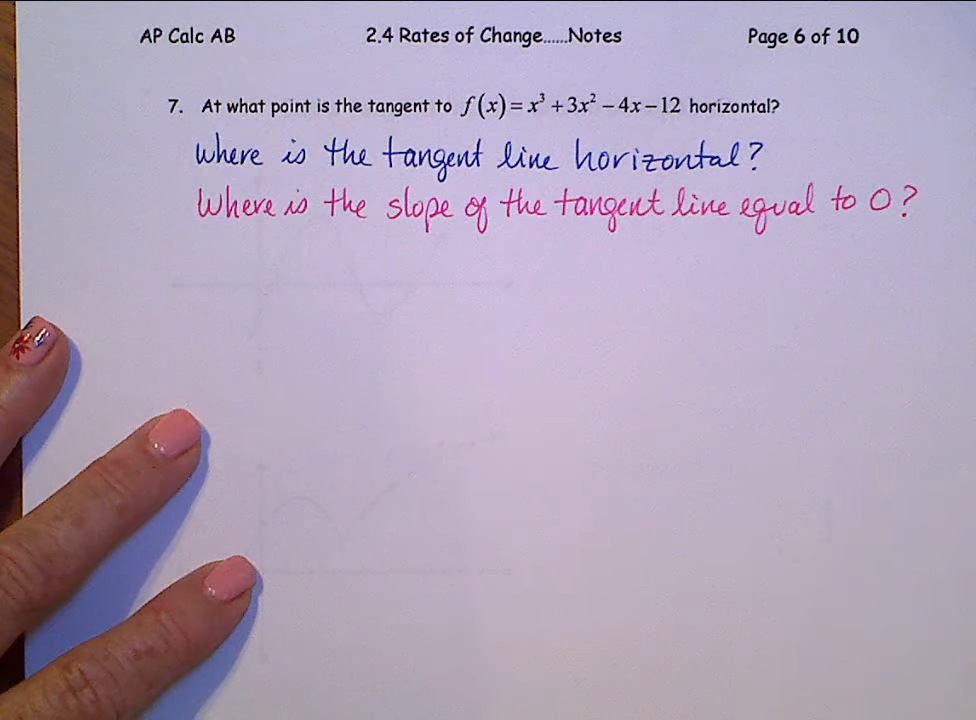 AP Calc AB 2.4 Rates of Change......Notes Page 6 of 10
7. At what point is the tangent to f(x)=x³+3x²−4x−12 horizontal?
Where is the tangent line horizontal?
Where is the slope of the tangent line equal to 0?